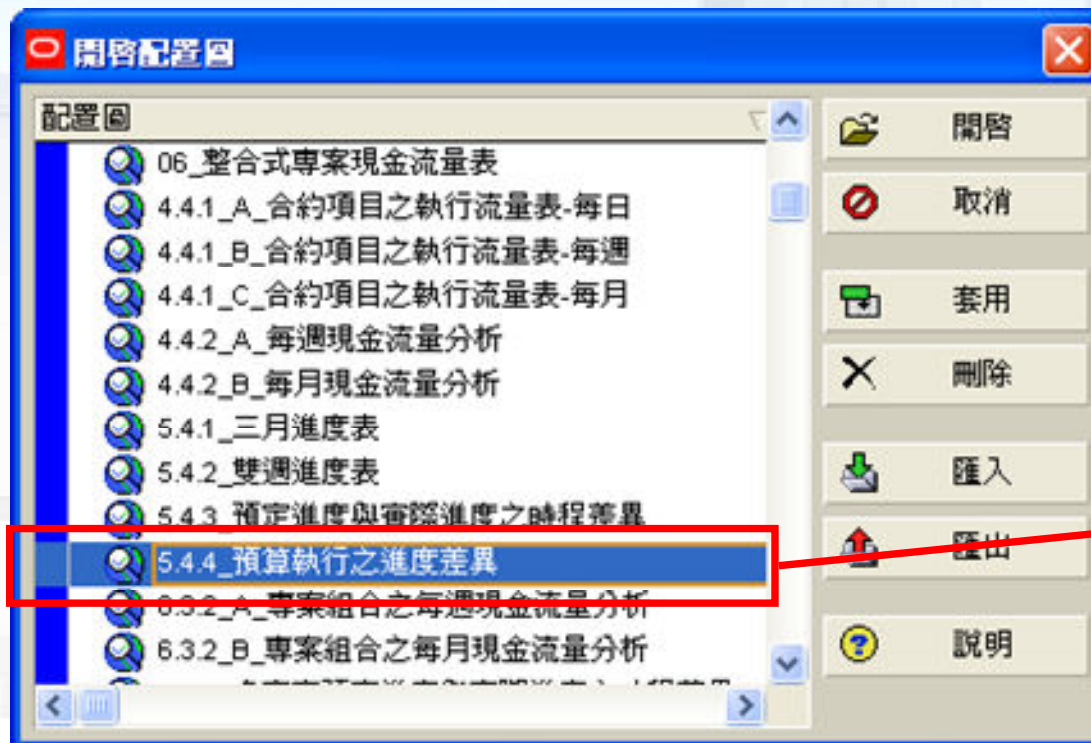 開啓配置圖
配置圖
06_整合式專案現金流量表
4.4.1_A_合約項目之執行流量表-每日
4.4.1_B_合約項目之執行流量表-每週
4.4.1_C_合約項目之執行流量表-每月
4.4.2_A_每週現金流量分析
4.4.2_B_每月現金流量分析
5.4.1_三月進度表
5.4.2_雙週進度表
5.4.3_預定進度與實際進度之時程差異
5.4.4_預算執行之進度差異
6.3.2_A_專案組合之每週現金流量分析
6.3.2_B_專案組合之每月現金流量分析
開啓
取消
套用
刪除
匯入
匯出
說明